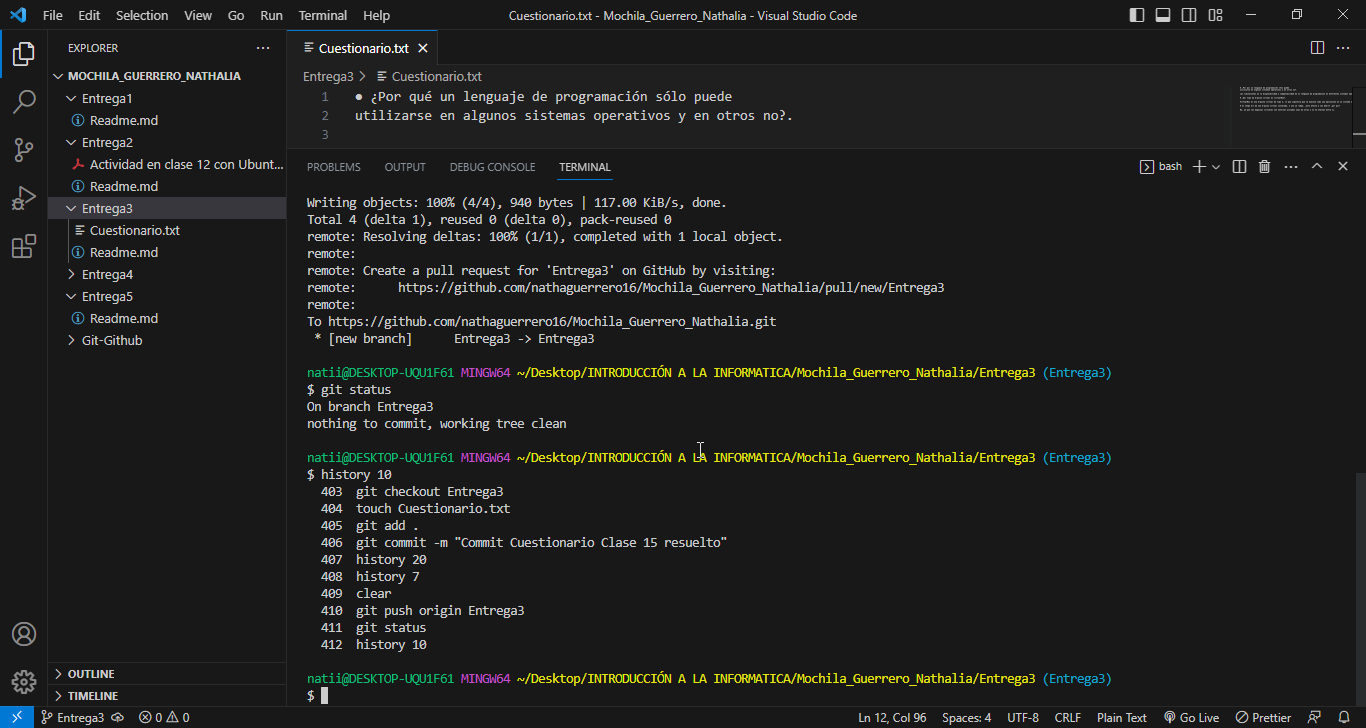 File Edit Selection View Go Run Terminal Help
Cuestionario.txt - Mochila_Guerrero_Nathalia - Visual Studio Code
EXPLORER
MOCHILA_GUERRERO_NATHALIA
Entrega1
Readme.md
Entrega2
Actividad en clase 12 con Ubunt...
Readme.md
Entrega3
Cuestionario.txt
Readme.md
Entrega4
Entrega5
Readme.md
Git-Github
OUTLINE
TIMELINE
Cuestionario.txt
Entrega3 > Cuestionario.txt
1 ● ¿Por qué un lenguaje de programación sólo puede
2 utilizarse en algunos sistemas operativos y en otros no?.
3
PROBLEMS OUTPUT DEBUG CONSOLE TERMINAL
bash
Writing objects: 100% (4/4), 940 bytes | 117.00 KiB/s, done.
Total 4 (delta 1), reused 0 (delta 0), pack-reused 0
remote: Resolving deltas: 100% (1/1), completed with 1 local object.
remote:
remote: Create a pull request for 'Entrega3' on GitHub by visiting:
remote:      https://github.com/nathaguerrero16/Mochila_Guerrero_Nathalia/pull/new/Entrega3
remote:
To https://github.com/nathaguerrero16/Mochila_Guerrero_Nathalia.git
 * [new branch]      Entrega3 -> Entrega3
natii@DESKTOP-UQU1F61 MINGW64 ~/Desktop/INTRODUCCIÓN A LA INFORMATICA/Mochila_Guerrero_Nathalia/Entrega3 (Entrega3)
$ git status
On branch Entrega3
nothing to commit, working tree clean
natii@DESKTOP-UQU1F61 MINGW64 ~/Desktop/INTRODUCCIÓN A LA INFORMATICA/Mochila_Guerrero_Nathalia/Entrega3 (Entrega3)
$ history 10
403  git checkout Entrega3
404  touch Cuestionario.txt
405  git add .
406  git commit -m "Commit Cuestionario Clase 15 resuelto"
407  history 20
408  history 7
409  clear
410  git push origin Entrega3
411  git status
412  history 10
natii@DESKTOP-UQU1F61 MINGW64 ~/Desktop/INTRODUCCIÓN A LA INFORMATICA/Mochila_Guerrero_Nathalia/Entrega3 (Entrega3)
$
Entrega3 0 0 Ln 12, Col 96 Spaces: 4 UTF-8 CRLF Plain Text Go Live Prettier